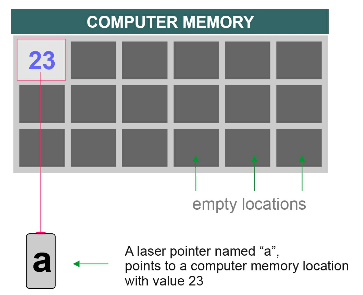 COMPUTER MEMORY
23
empty locations
a
A laser pointer named “a”,
points to a computer memory location
with value 23